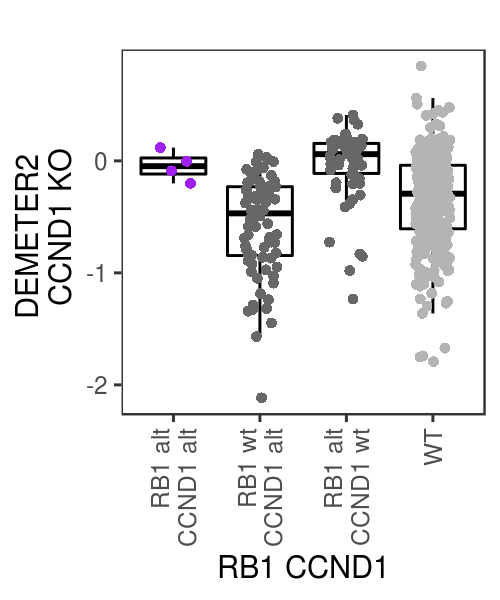 DEMETER2
CCND1 KO
0
-1
-2
RB1 alt
CCND1 alt
RB1 wt
CCND1 alt
RB1 alt
CCND1 wt
WT
RB1 CCND1